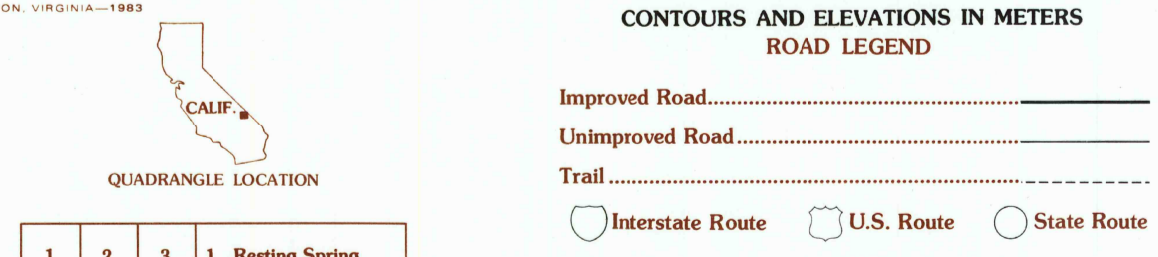 ON, VIRGINIA—1983
CALIF.
QUADRANGLE LOCATION
1 2 3 1 Resting Spring
CONTOURS AND ELEVATIONS IN METERS
ROAD LEGEND
Improved Road
Unimproved Road
Trail
Interstate Route U.S. Route State Route